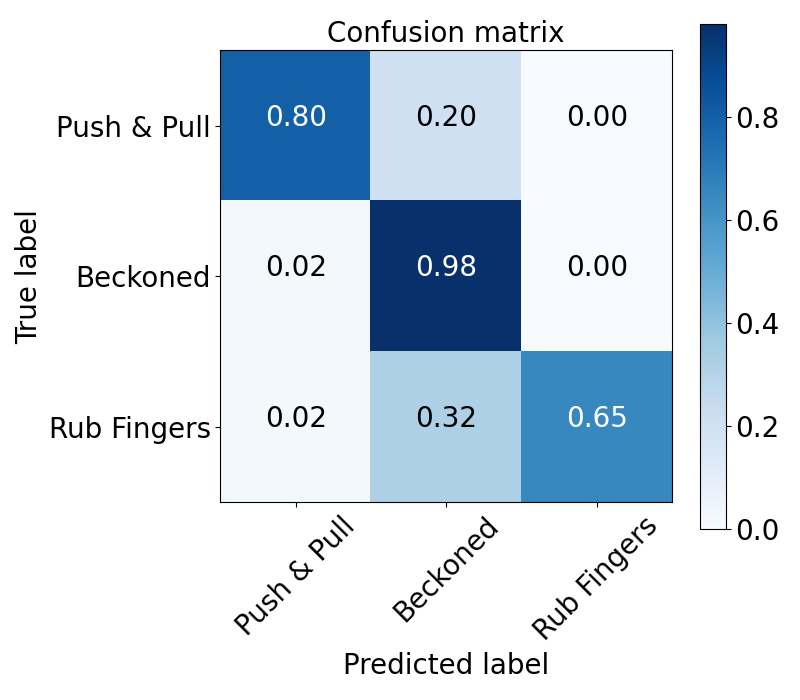 Confusion matrix
Push & Pull 0.80 0.20 0.00
Beckoned 0.02 0.98 0.00
Rub Fingers 0.02 0.32 0.65
True label
Push & Pull Beckoned Rub Fingers
Predicted label
0.8
0.6
0.4
0.2
0.0